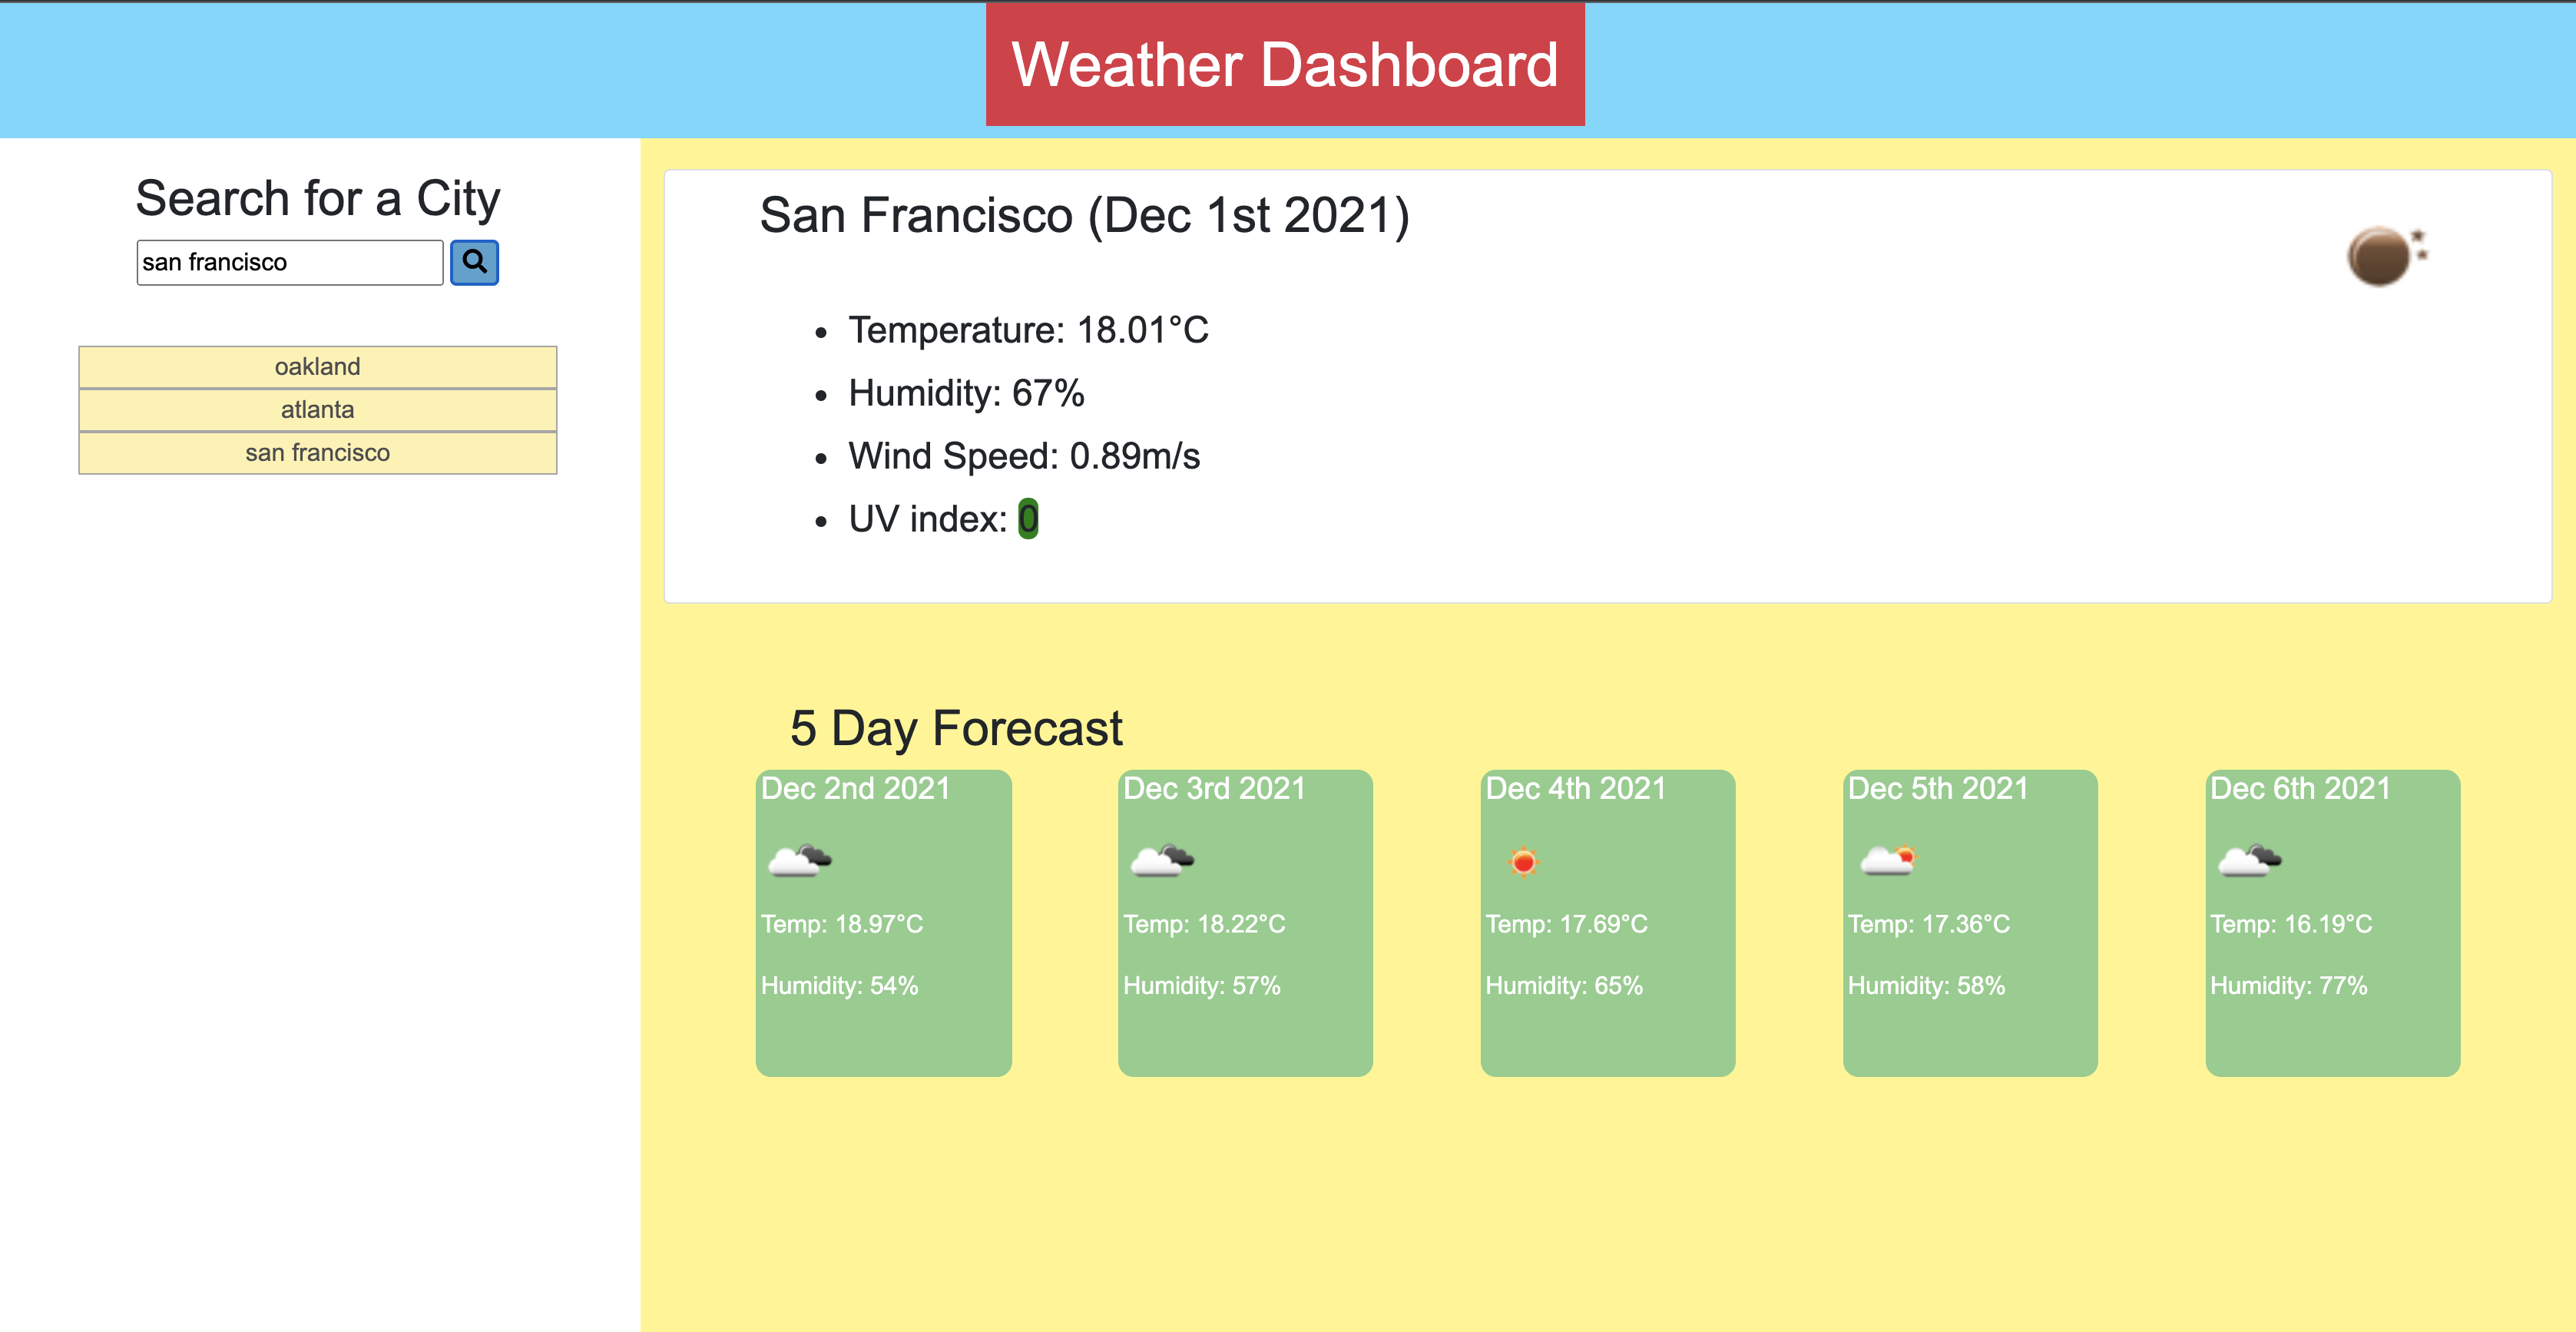 Weather Dashboard
Search for a City
san francisco
oakland
atlanta
san francisco
San Francisco (Dec 1st 2021)
Temperature: 18.01°C
Humidity: 67%
Wind Speed: 0.89m/s
UV index: 0
5 Day Forecast
Dec 2nd 2021
Temp: 18.97°C
Humidity: 54%
Dec 3rd 2021
Temp: 18.22°C
Humidity: 57%
Dec 4th 2021
Temp: 17.69°C
Humidity: 65%
Dec 5th 2021
Temp: 17.36°C
Humidity: 58%
Dec 6th 2021
Temp: 16.19°C
Humidity: 77%